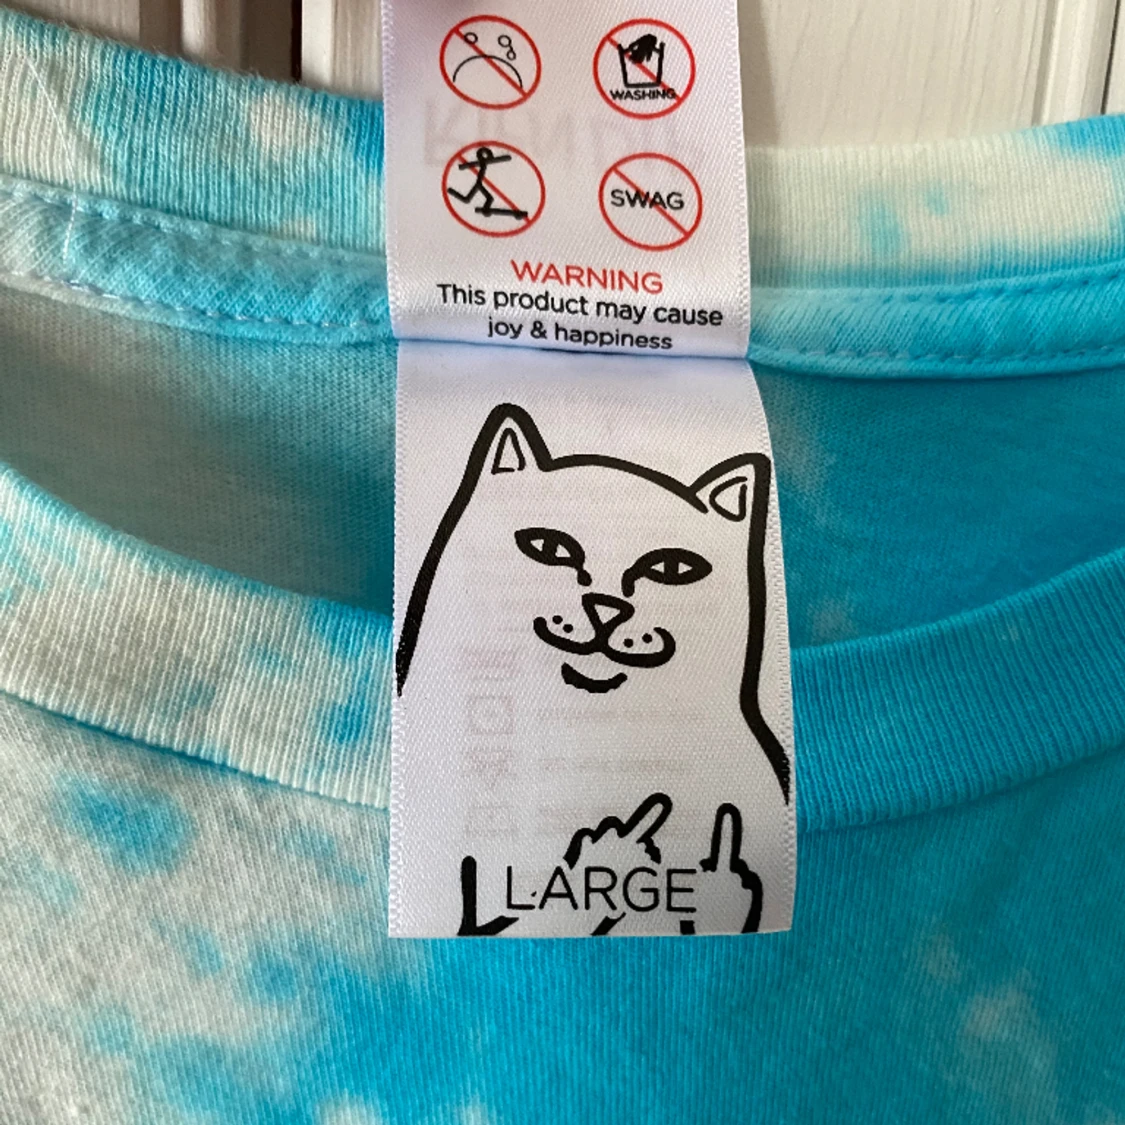 WASHING
SWAG
WARNING
This product may cause
joy & happiness
LARGE